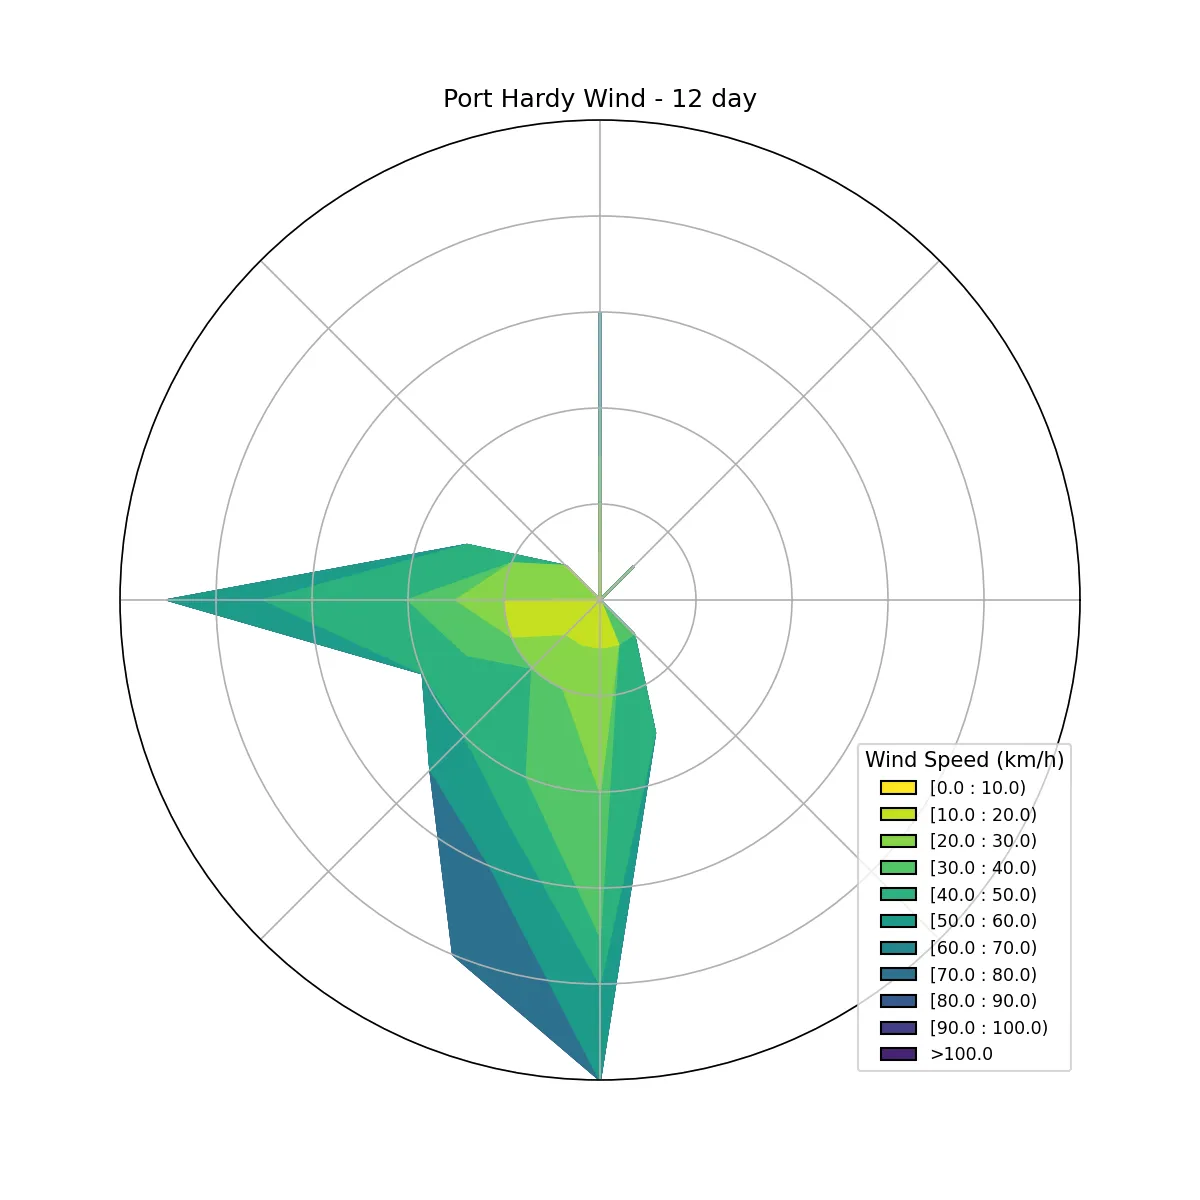 Port Hardy Wind - 12 day
Wind Speed (km/h)
[0.0 : 10.0)
[10.0 : 20.0)
[20.0 : 30.0)
[30.0 : 40.0)
[40.0 : 50.0)
[50.0 : 60.0)
[60.0 : 70.0)
[70.0 : 80.0)
[80.0 : 90.0)
[90.0 : 100.0)
>100.0